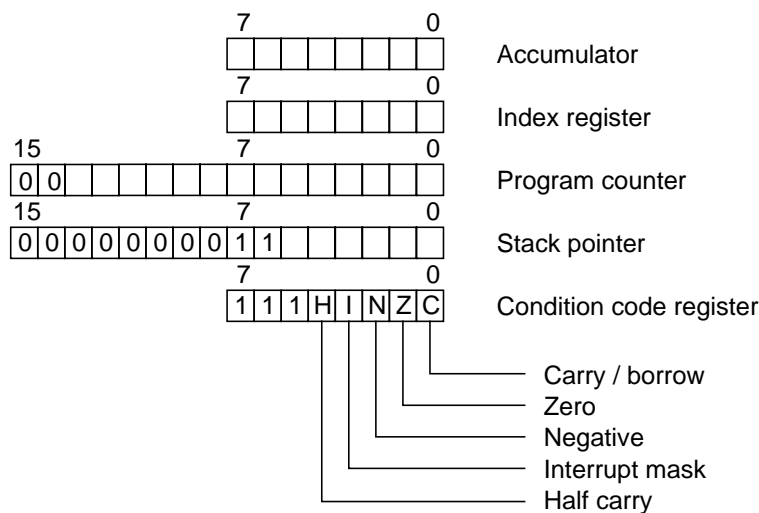 7 0
Accumulator
7 0
Index register
15 7 0
0 0 Program counter
15 7 0
0 0 0 0 0 0 0 0 1 1 Stack pointer
7 0
1 1 1 H I N Z C Condition code register
Carry / borrow
Zero
Negative
Interrupt mask
Half carry